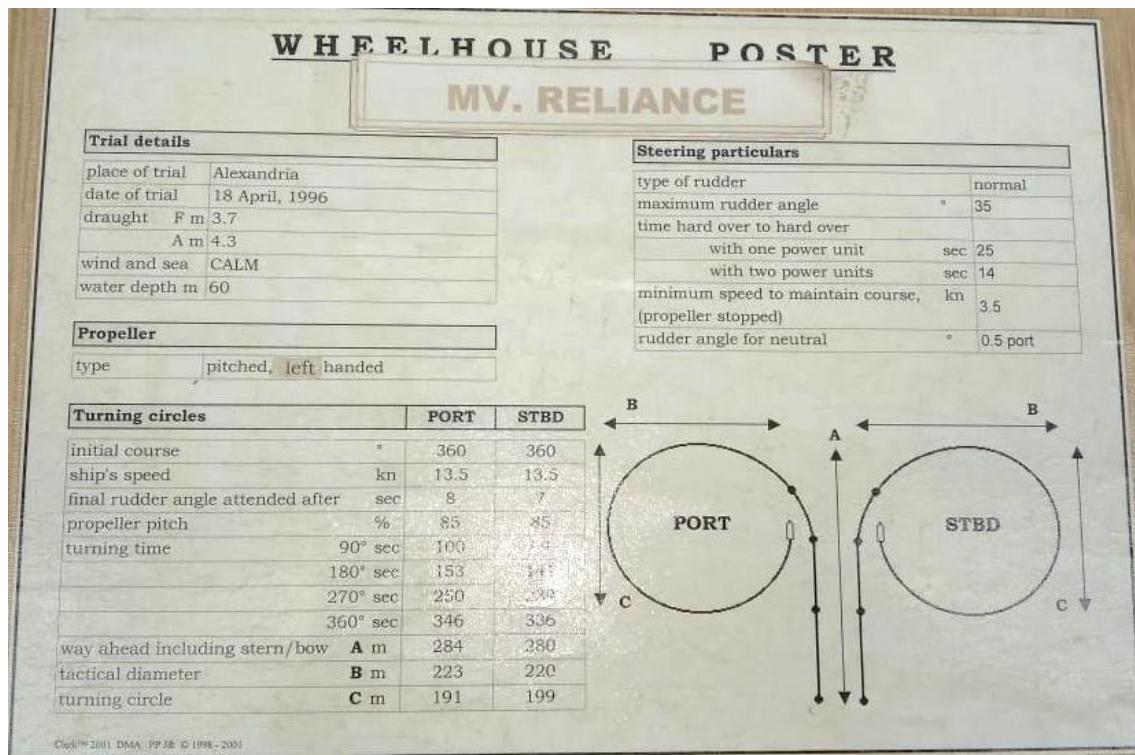 WHEELHOUSE POSTER
MV. RELIANCE
Trial details
place of trial Alexandria
date of trial 18 April, 1996
draught F m 3.7
A m 4.3
wind and sea CALM
water depth m 60
Propeller
type pitched, left handed
Steering particulars
type of rudder normal
maximum rudder angle ° 35
time hard over to hard over
with one power unit sec 25
with two power units sec 14
minimum speed to maintain course, kn 3.5
(propeller stopped)
rudder angle for neutral ° 0.5 port
Turning circles PORT STBD
initial course ° 360 360
ship's speed kn 13.5 13.5
final rudder angle attended after sec 8 7
propeller pitch % 85 85
turning time 90° sec 100
180° sec 153
270° sec 250
360° sec 346 336
way ahead including stern/bow A m 284 280
tactical diameter B m 223 220
turning circle C m 191 199
B
C
PORT
A
B
STBD
C
2001 DMA © 1998 - 2001